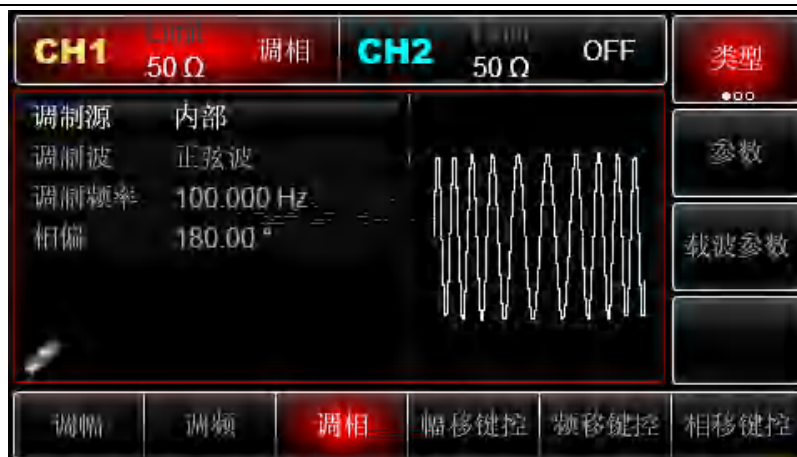 CH1 Limit 50 Ω 调相 CH2 Limit 50 Ω OFF
类型
调制源 内部
调制波 正弦波
调制频率 100.000 Hz
相偏 180.00 °
参数
载波参数
调幅 调频 调相 幅移键控 频移键控 相移键控